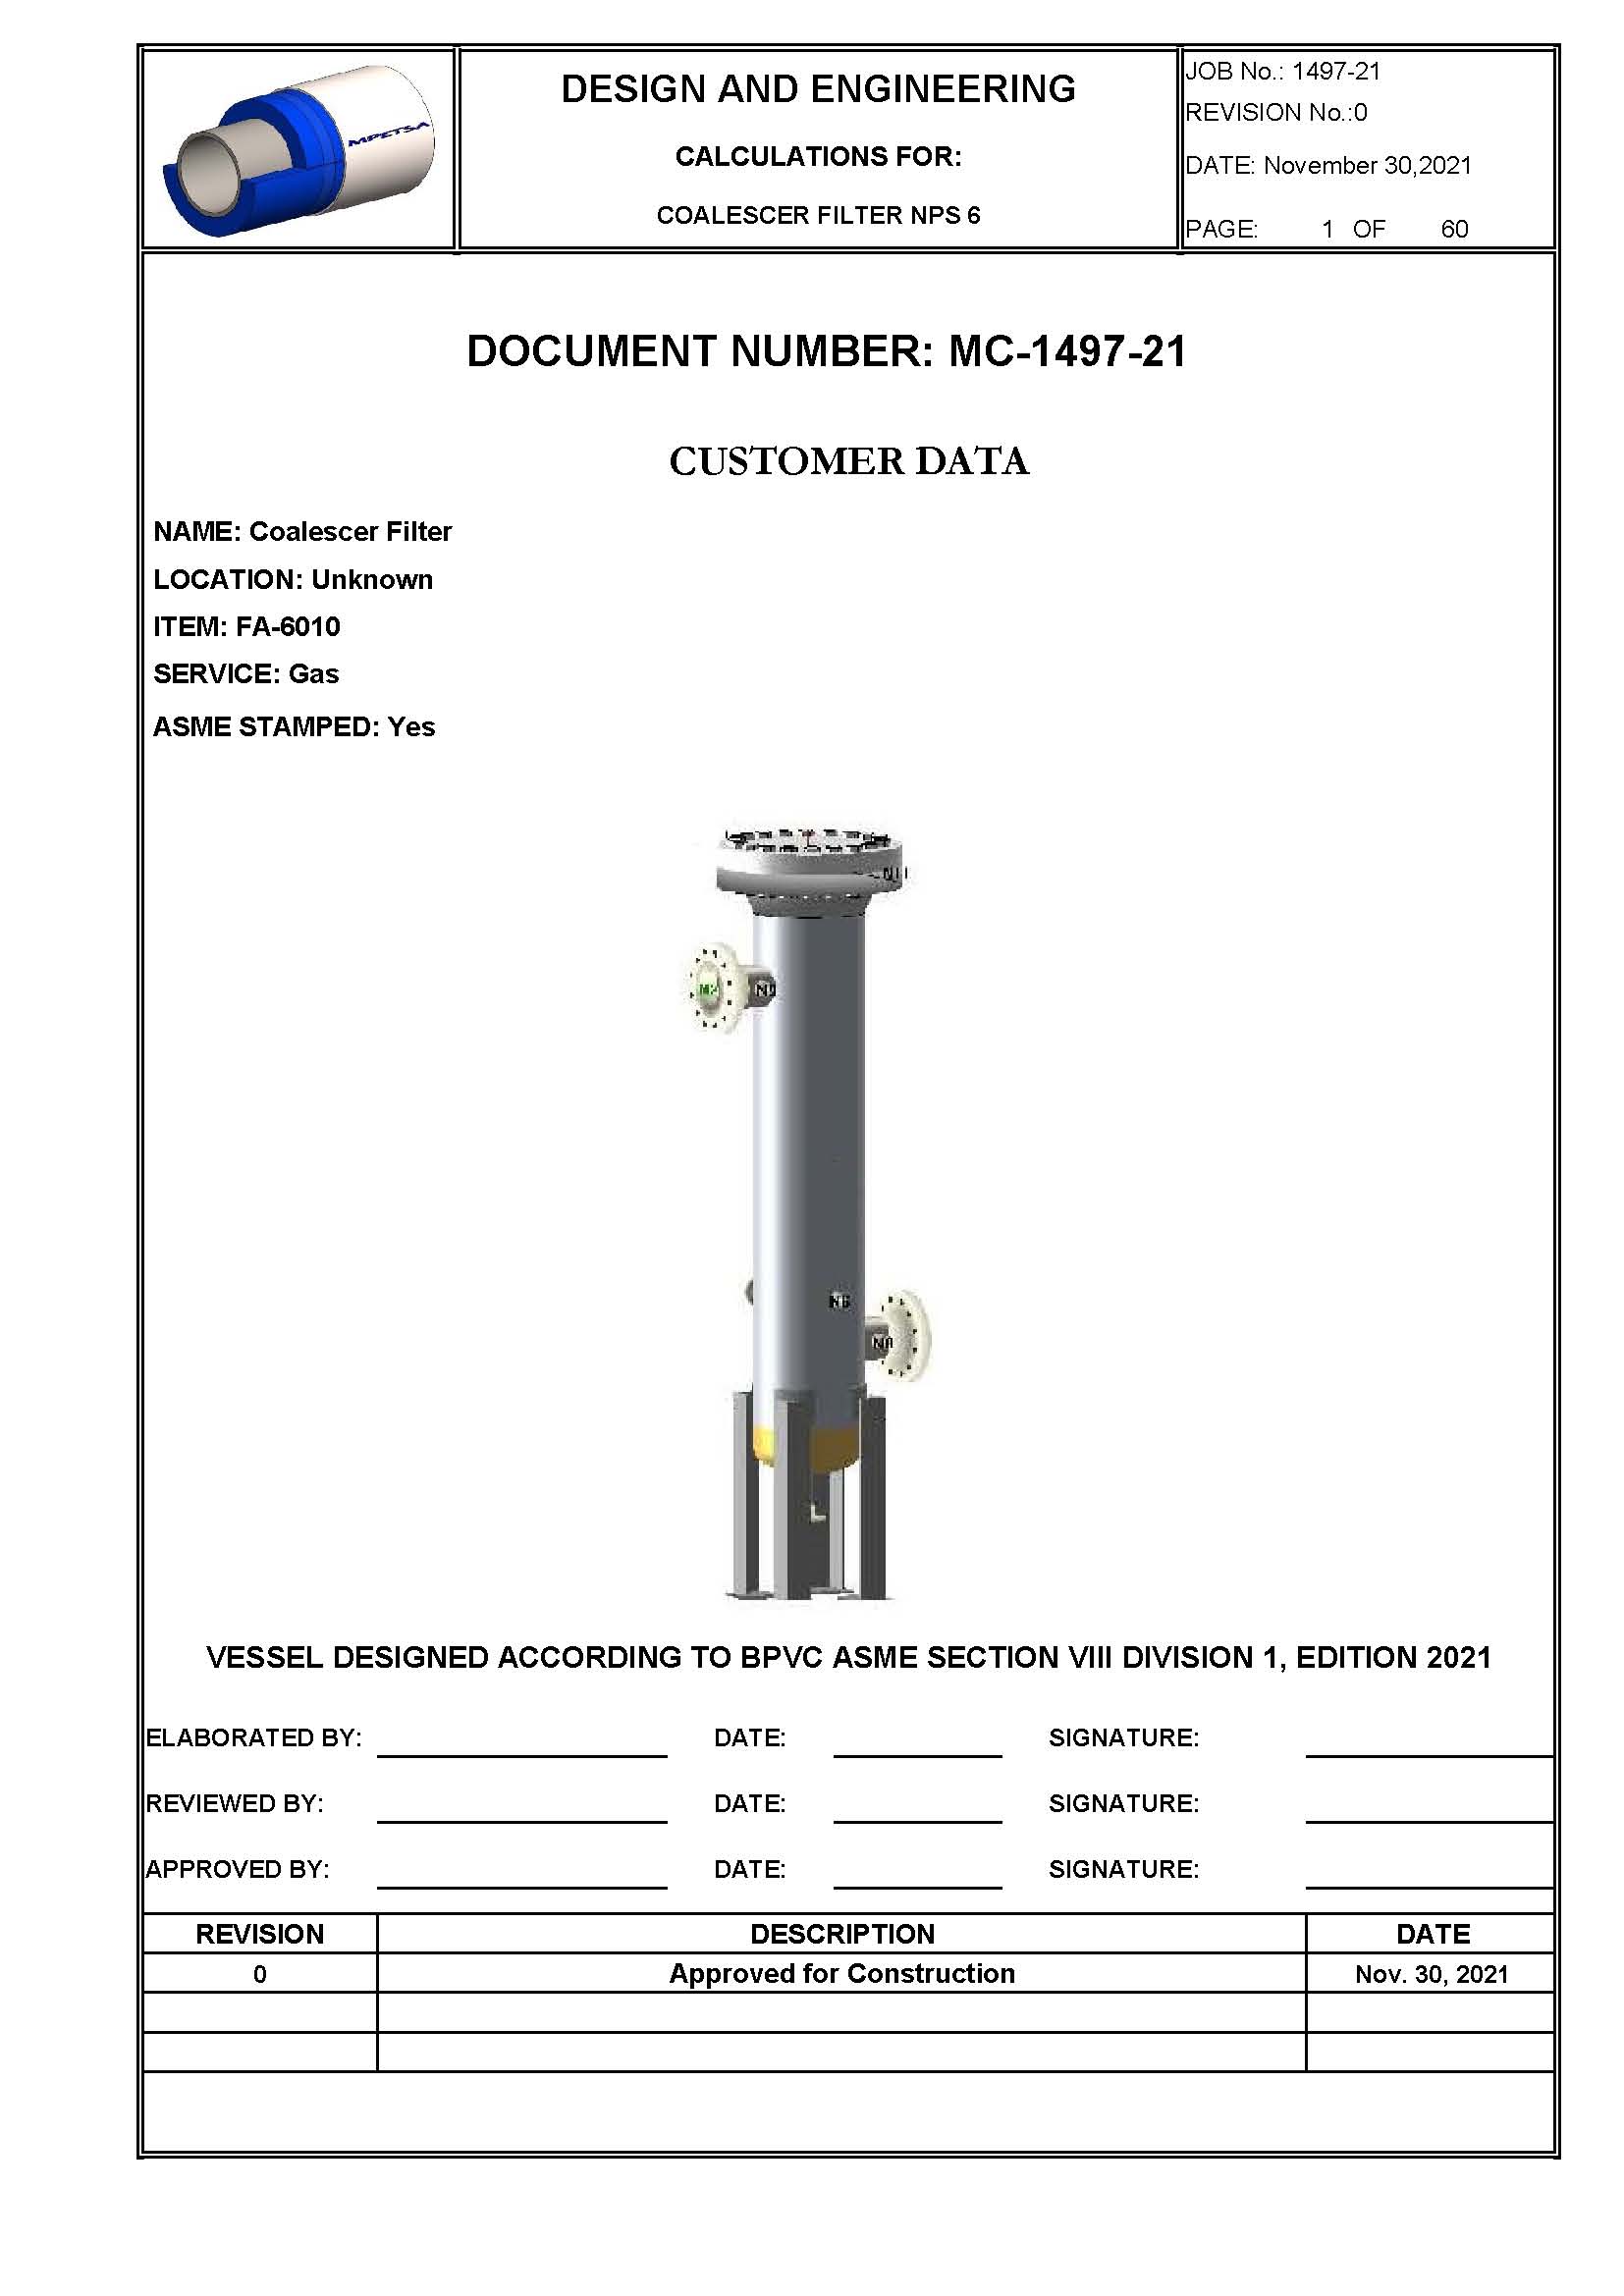 MPETSA
DESIGN AND ENGINEERING
CALCULATIONS FOR:
COALESCER FILTER NPS 6
JOB No.: 1497-21
REVISION No.:0
DATE: November 30,2021
PAGE: 1 OF 60
DOCUMENT NUMBER: MC-1497-21
CUSTOMER DATA
NAME: Coalescer Filter
LOCATION: Unknown
ITEM: FA-6010
SERVICE: Gas
ASME STAMPED: Yes
N6
VESSEL DESIGNED ACCORDING TO BPVC ASME SECTION VIII DIVISION 1, EDITION 2021
ELABORATED BY: DATE: SIGNATURE:
REVIEWED BY: DATE: SIGNATURE:
APPROVED BY: DATE: SIGNATURE:
REVISION DESCRIPTION DATE
0 Approved for Construction Nov. 30, 2021